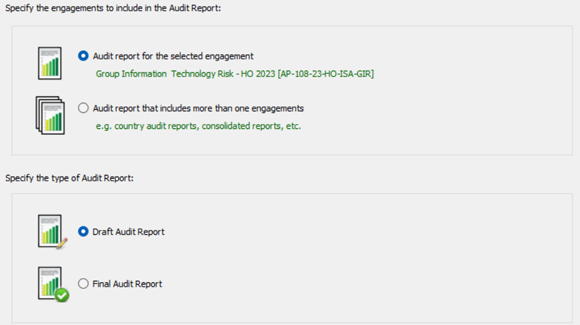 Specify the engagements to include in the Audit Report:
Audit report for the selected engagement
Group Information Technology Risk - HO 2023 [AP-108-23-HO-ISA-GIR]
Audit report that includes more than one engagements
e.g. country audit reports, consolidated reports, etc.
Specify the type of Audit Report:
Draft Audit Report
Final Audit Report